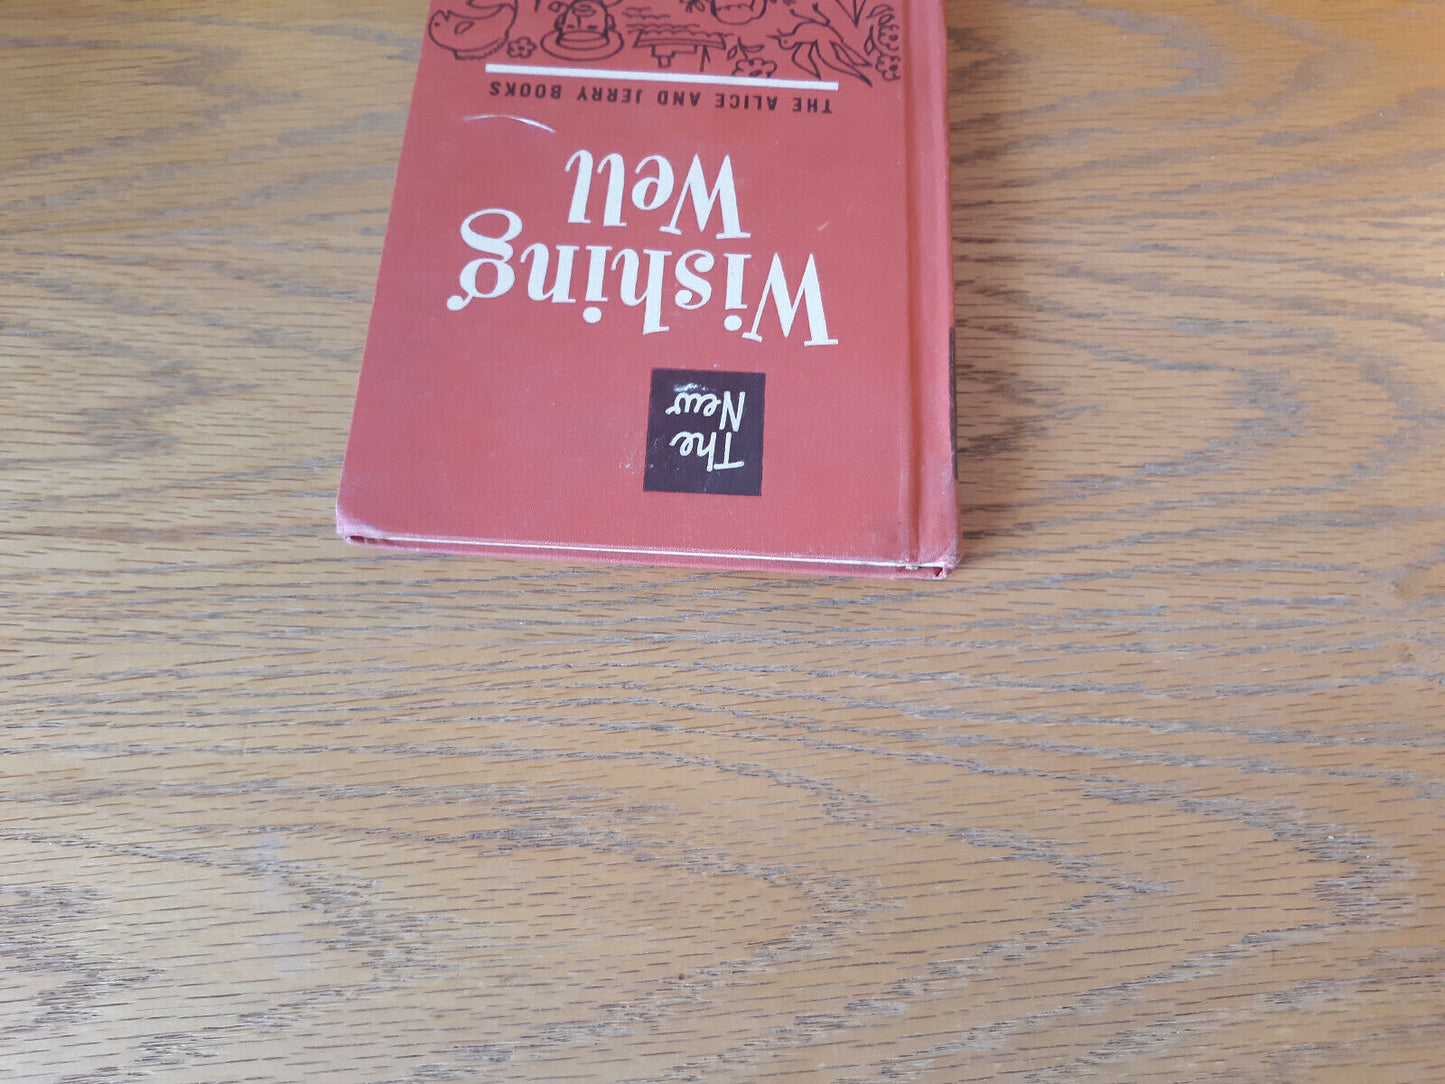 The
New
Wishing
Well
THE ALICE AND JERRY BOOKS